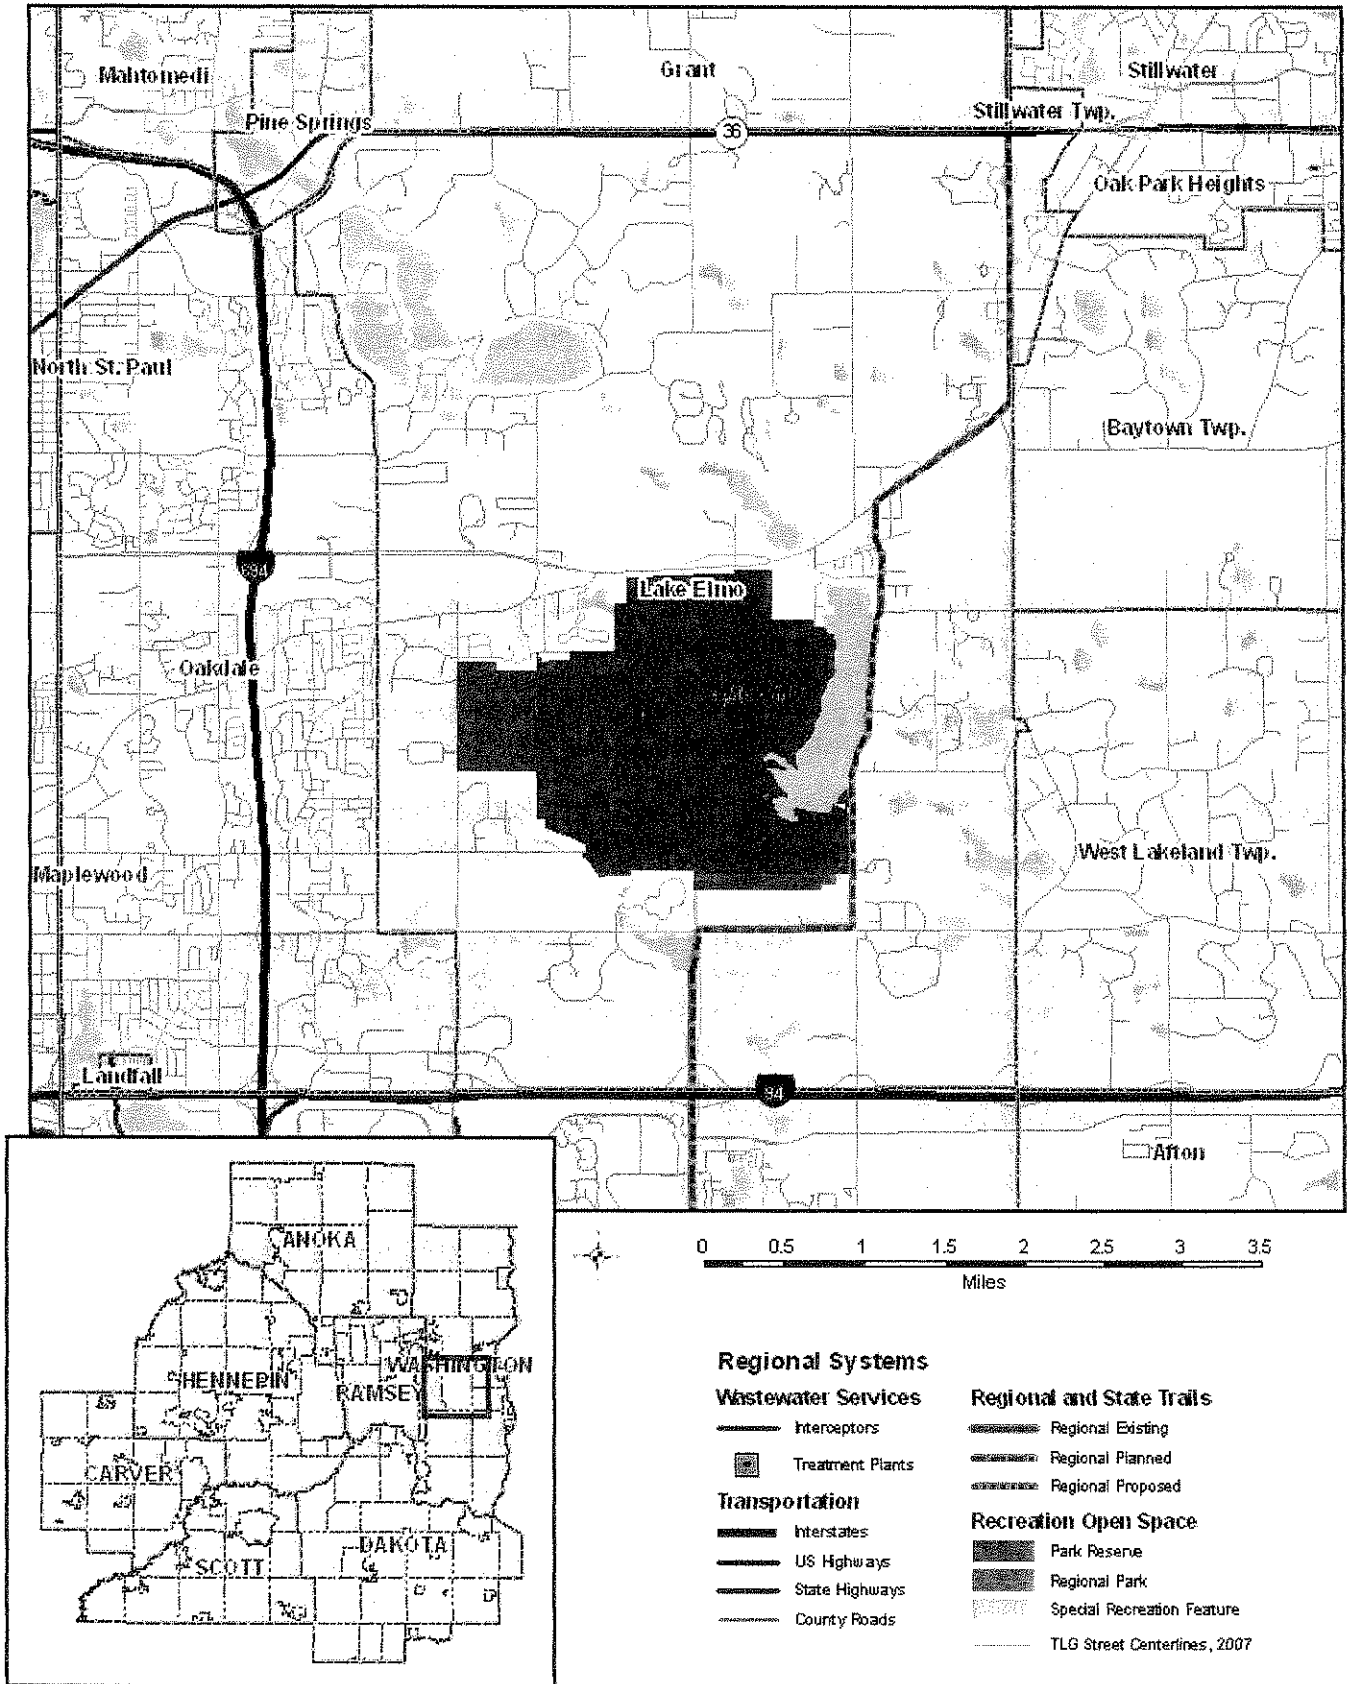 Mahtomedi
Grant
Stillwater
Pine Springs
Stillwater Twp.
36
Oak Park Heights
North St. Paul
Baytown Twp.
694
Lake Elmo
Oakdale
Maplewood
West Lakeland Twp.
Landfall
94
Afton
ANOKA
WASHINGTON
HENNEPIN
RAMSEY
CARVER
DAKOTA
SCOTT
0 0.5 1 1.5 2 2.5 3 3.5
Miles
Regional Systems
Wastewater Services
Interceptors
Treatment Plants
Transportation
Interstates
US Highways
State Highways
County Roads
Regional and State Trails
Regional Existing
Regional Planned
Regional Proposed
Recreation Open Space
Park Reserve
Regional Park
Special Recreation Feature
TLG Street Centerlines, 2007